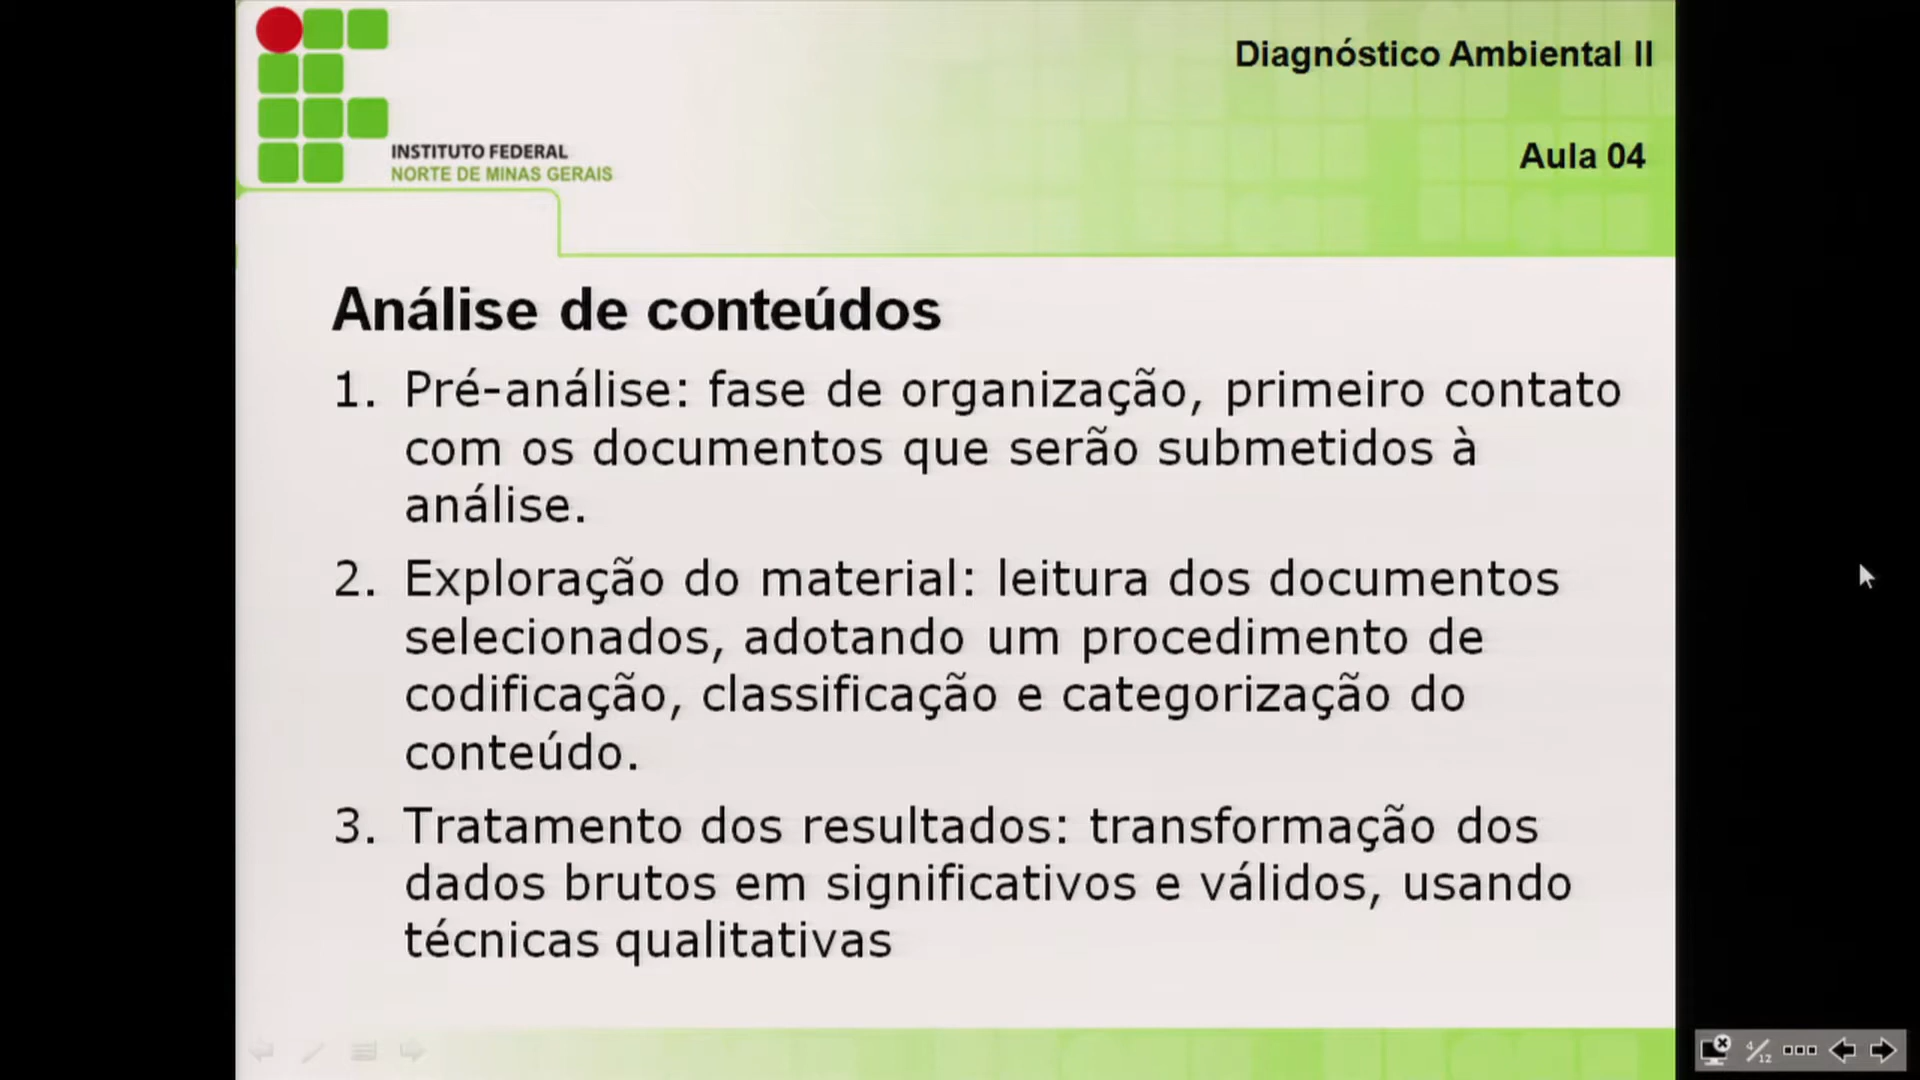 Diagnóstico Ambiental II
Aula 04
INSTITUTO FEDERAL
NORTE DE MINAS GERAIS
Análise de conteúdos
1. Pré-análise: fase de organização, primeiro contato
com os documentos que serão submetidos à
análise.
2. Exploração do material: leitura dos documentos
selecionados, adotando um procedimento de
codificação, classificação e categorização do
conteúdo.
3. Tratamento dos resultados: transformação dos
dados brutos em significativos e válidos, usando
técnicas qualitativas
4/12